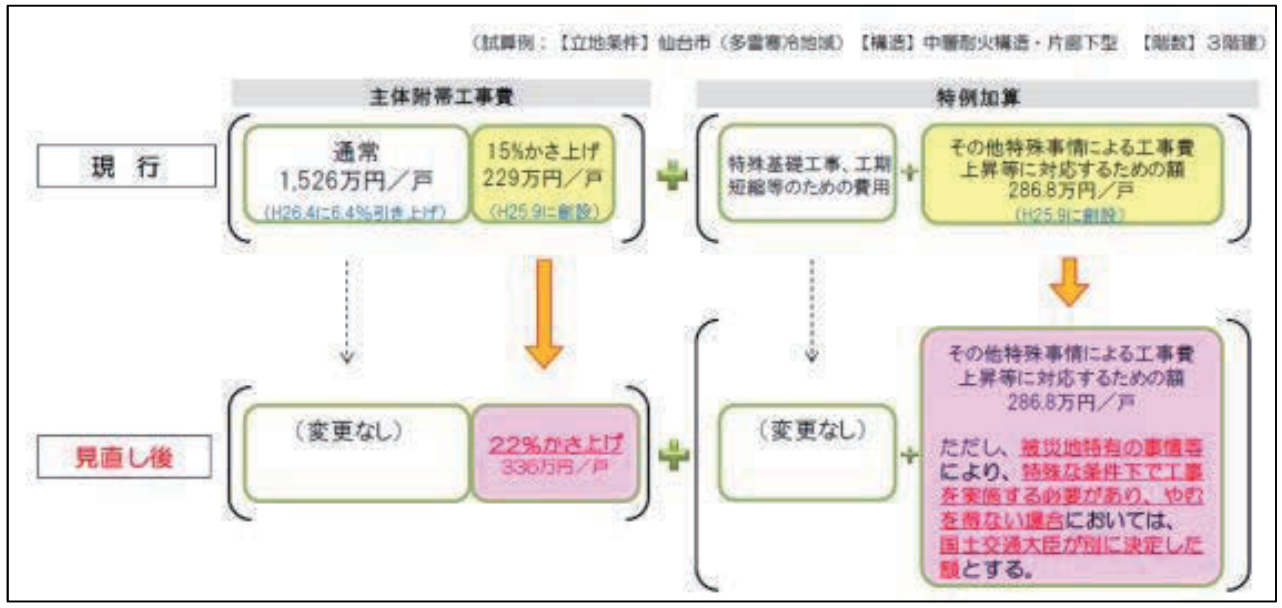 （試算例：【立地条件】仙台市（多雪寒冷地域）【構造】中層耐火構造・片廊下型　【階数】３階建）
主体附帯工事費
特例加算
現 行
通常
1,526万円／戸
（H26.4に6.4％引き上げ）
15％かさ上げ
229万円／戸
（H25.9に創設）
特殊基礎工事、工期
短縮等のための費用
その他特殊事情による工事費
上昇等に対応するための額
286.8万円／戸
（H25.9に創設）
見直し後
（変更なし）
22％かさ上げ
336万円／戸
（変更なし）
その他特殊事情による工事費
上昇等に対応するための額
286.8万円／戸
ただし、被災地特有の事情等
により、特殊な条件下で工事
を実施する必要があり、やむ
を得ない場合においては、
国土交通大臣が別に決定した
額とする。